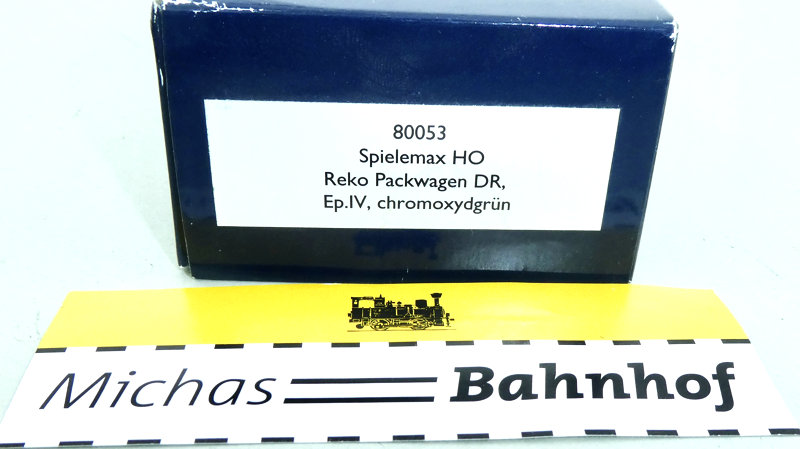 80053
Spielemax HO
Reko Packwagen DR,
Ep.IV, chromoxydgrün
Michas Bahnhof